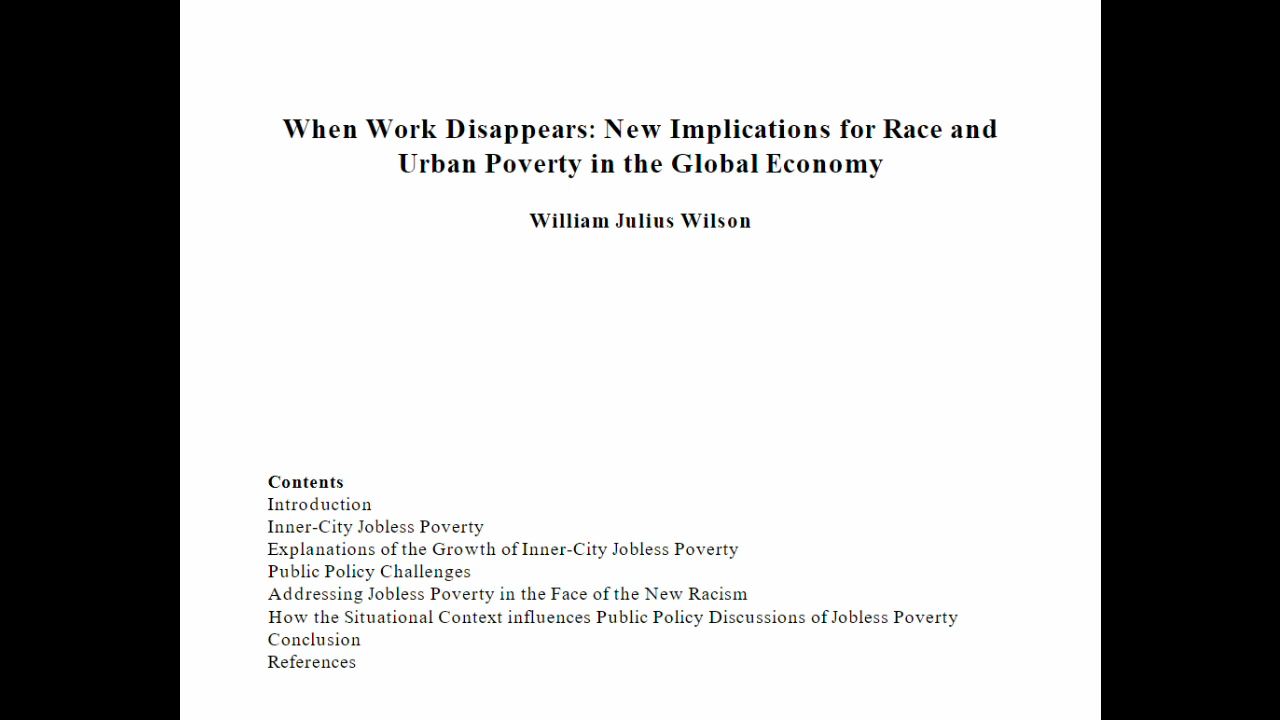 When Work Disappears: New Implications for Race and
Urban Poverty in the Global Economy
William Julius Wilson
Contents
Introduction
Inner-City Jobless Poverty
Explanations of the Growth of Inner-City Jobless Poverty
Public Policy Challenges
Addressing Jobless Poverty in the Face of the New Racism
How the Situational Context influences Public Policy Discussions of Jobless Poverty
Conclusion
References